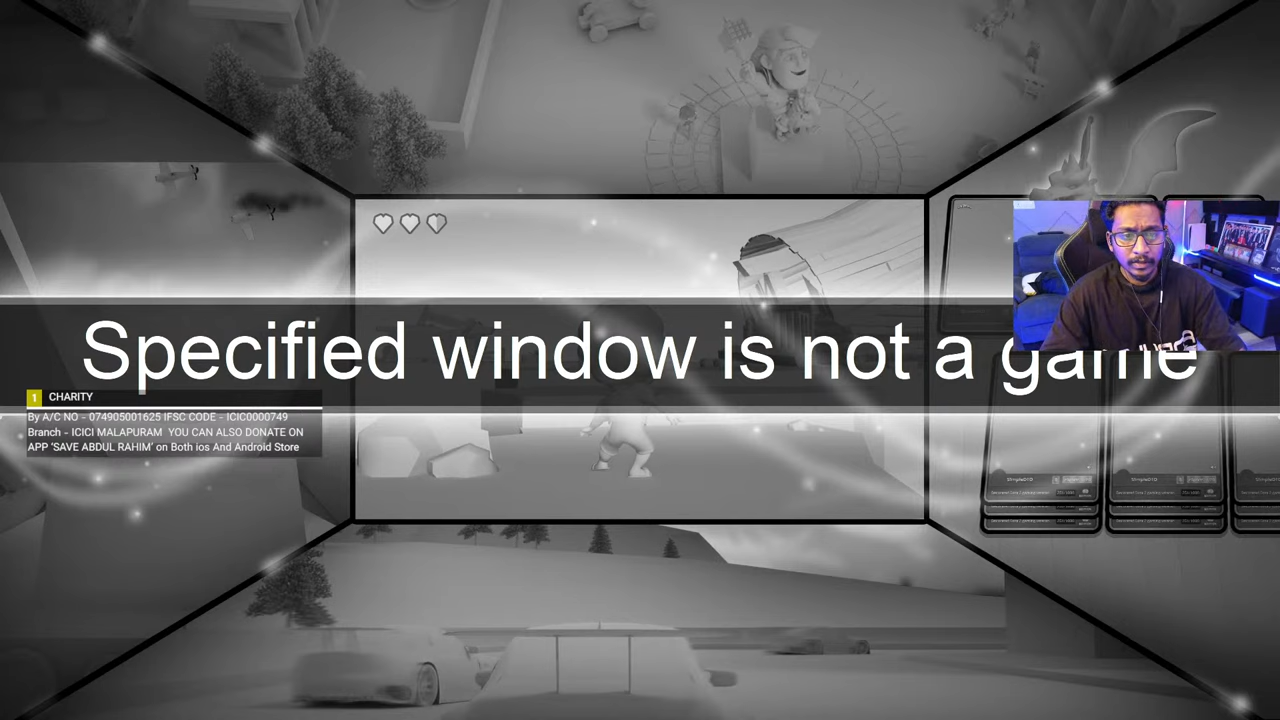 Specified window is not a game
1 CHARITY
By A/C NO - 074905001625 IFSC CODE - ICIC0000749
Branch - ICICI MALAPURAM YOU CAN ALSO DONATE ON
APP 'SAVE ABDUL RAHIM' on Both ios And Android Store